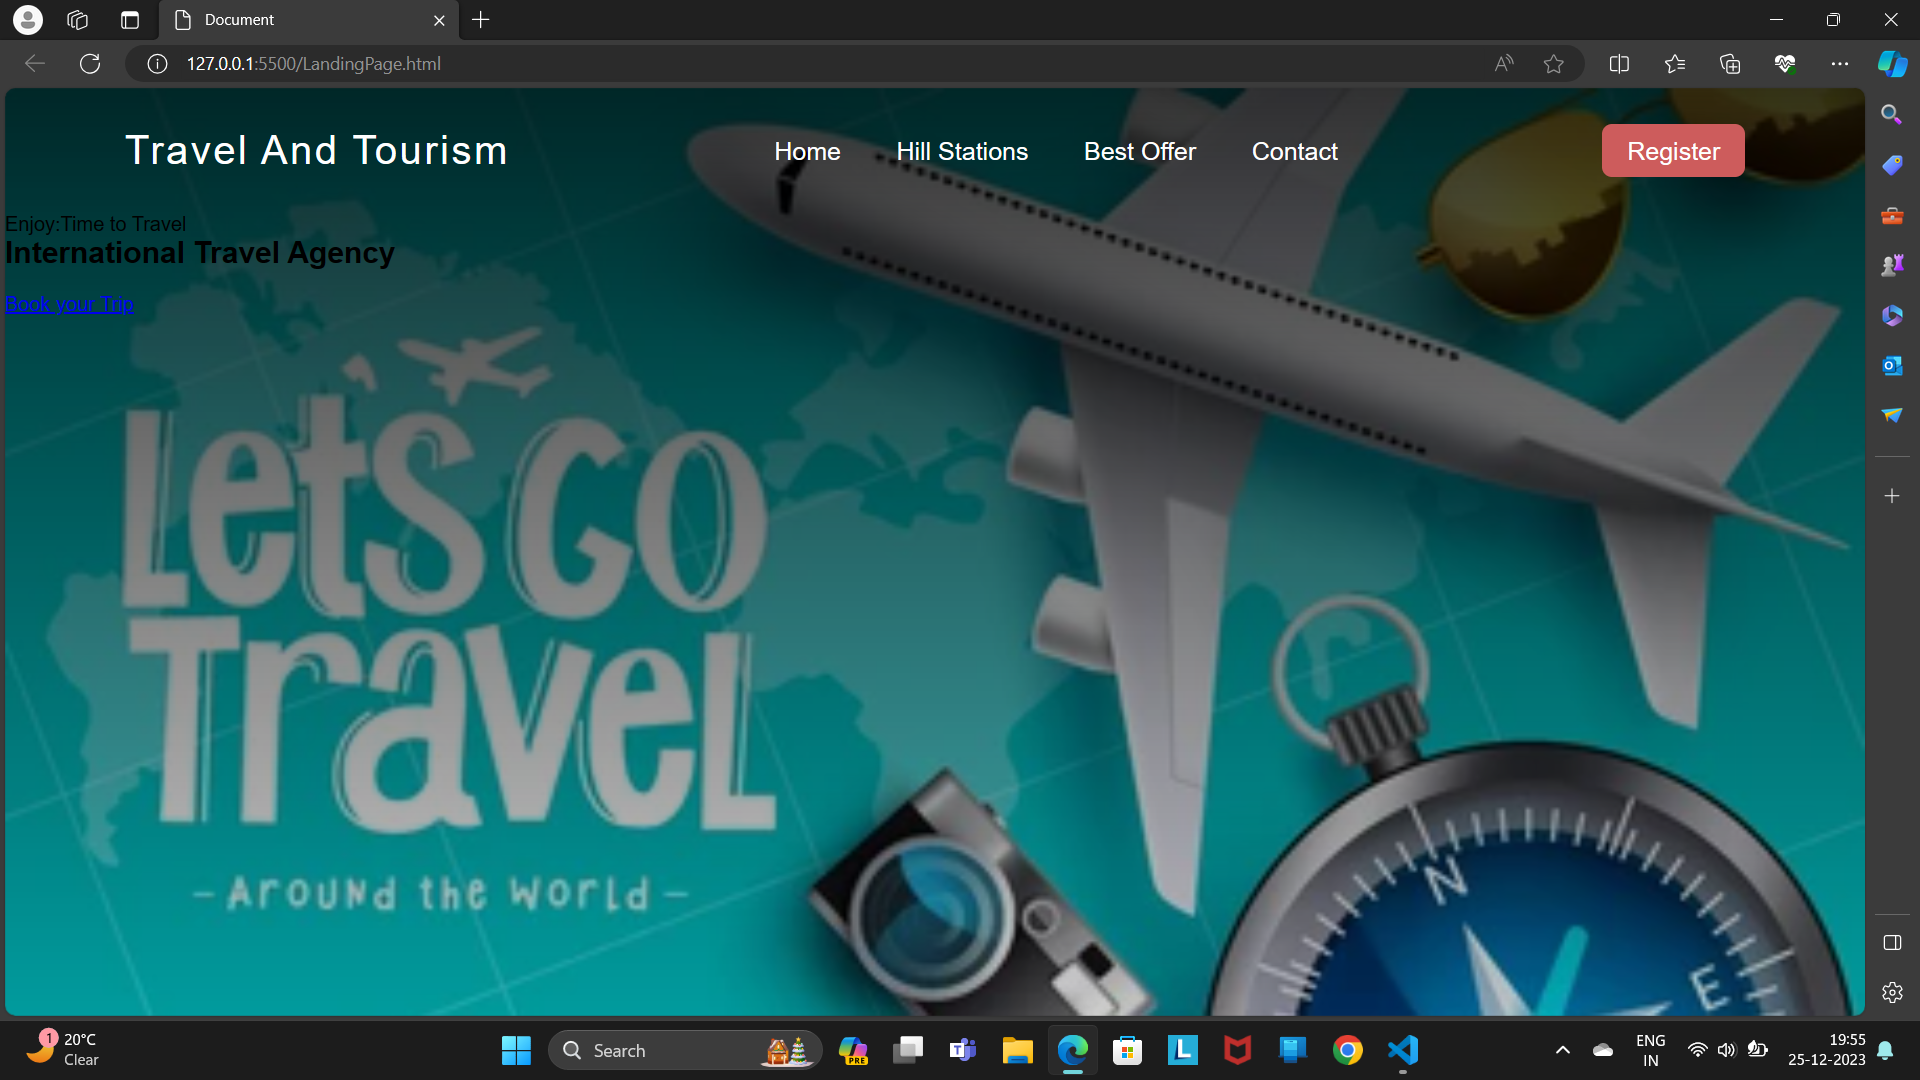 Document
127.0.0.1:5500/LandingPage.html
Travel And Tourism
Home
Hill Stations
Best Offer
Contact
Register
Enjoy:Time to Travel
International Travel Agency
Book your Trip
Let's Go
Travel
- Around the World -
N
E
1
20°C
Clear
Search
PRE
T
L
ENG
IN
19:55
25-12-2023